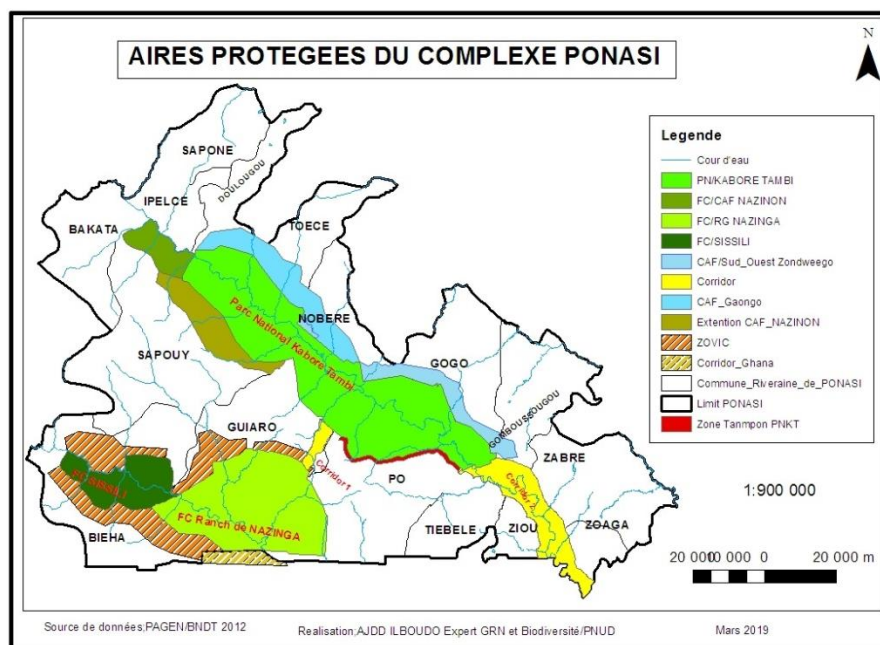 AIRES PROTEGEES DU COMPLEXE PONASI
N
SAPONE
DOULOUGOU
IPELCE
BAKATA
TOECE
Parc National Kabore Tambi
NOBERE
SAPOUY
GOGO
GOMBOUSSOUGOU
GUIARO
Corridor 1
ZABRE
PO
FC SISSILI
FC Ranch de NAZINGA
BIEHA
TIEBELE
ZIOU
ZOAGA
Legende
Cour d'eau
PN/KABORE TAMBI
FC/CAF NAZINON
FC/RG NAZINGA
FC/SISSILI
CAF/Sud_Ouest Zondweego
Corridor
CAF_Gaongo
Extention CAF_NAZINON
ZOVIC
Corridor_Ghana
Commune_Riveraine_de_PONASI
Limit PONASI
Zone Tanmpon PNKT
1:900 000
20 000 10 000 0 20 000 m
Source de données;PAGEN/BNDT 2012
Realisation;AJDD ILBOUDO Expert GRN et Biodiversité/PNUD
Mars 2019